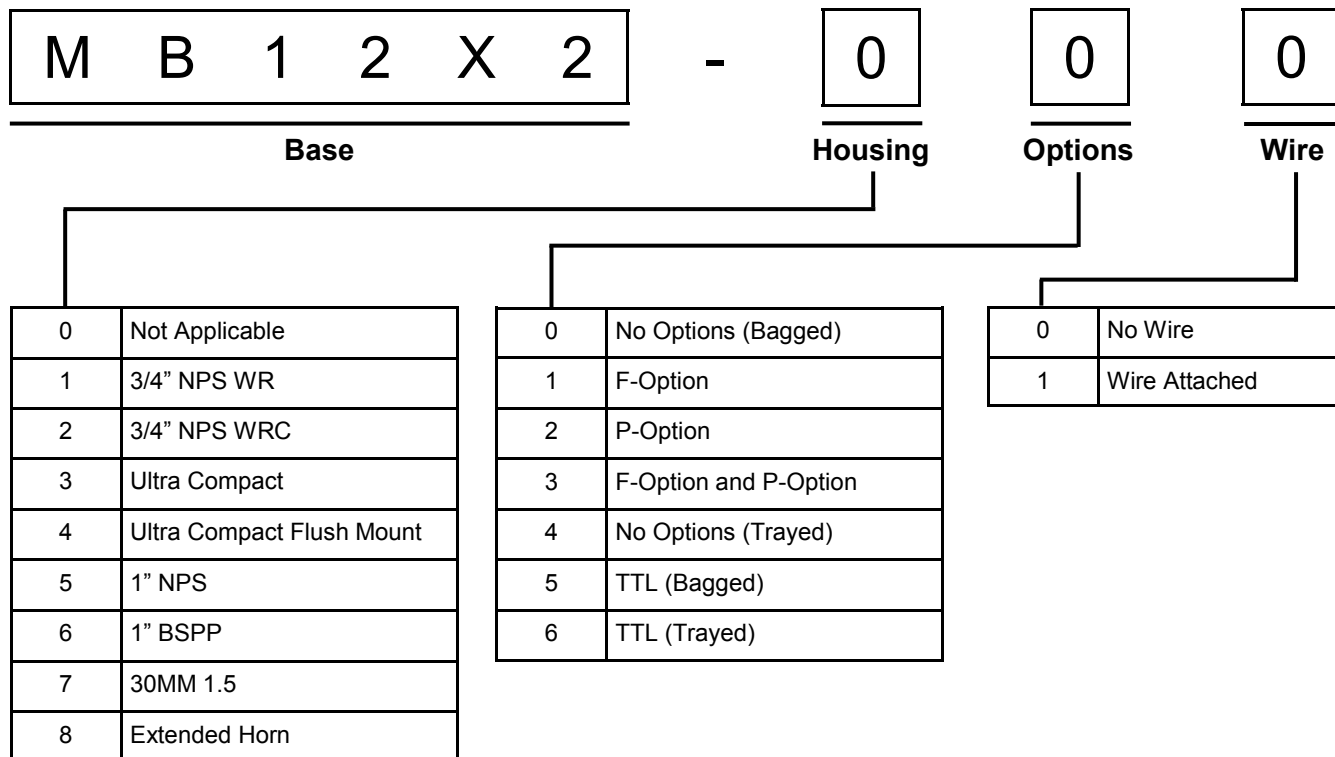 M B 1 2 X 2 - 0 0 0
Base Housing Options Wire
0 Not Applicable
1 3/4” NPS WR
2 3/4” NPS WRC
3 Ultra Compact
4 Ultra Compact Flush Mount
5 1” NPS
6 1” BSPP
7 30MM 1.5
8 Extended Horn
0 No Options (Bagged)
1 F-Option
2 P-Option
3 F-Option and P-Option
4 No Options (Trayed)
5 TTL (Bagged)
6 TTL (Trayed)
0 No Wire
1 Wire Attached